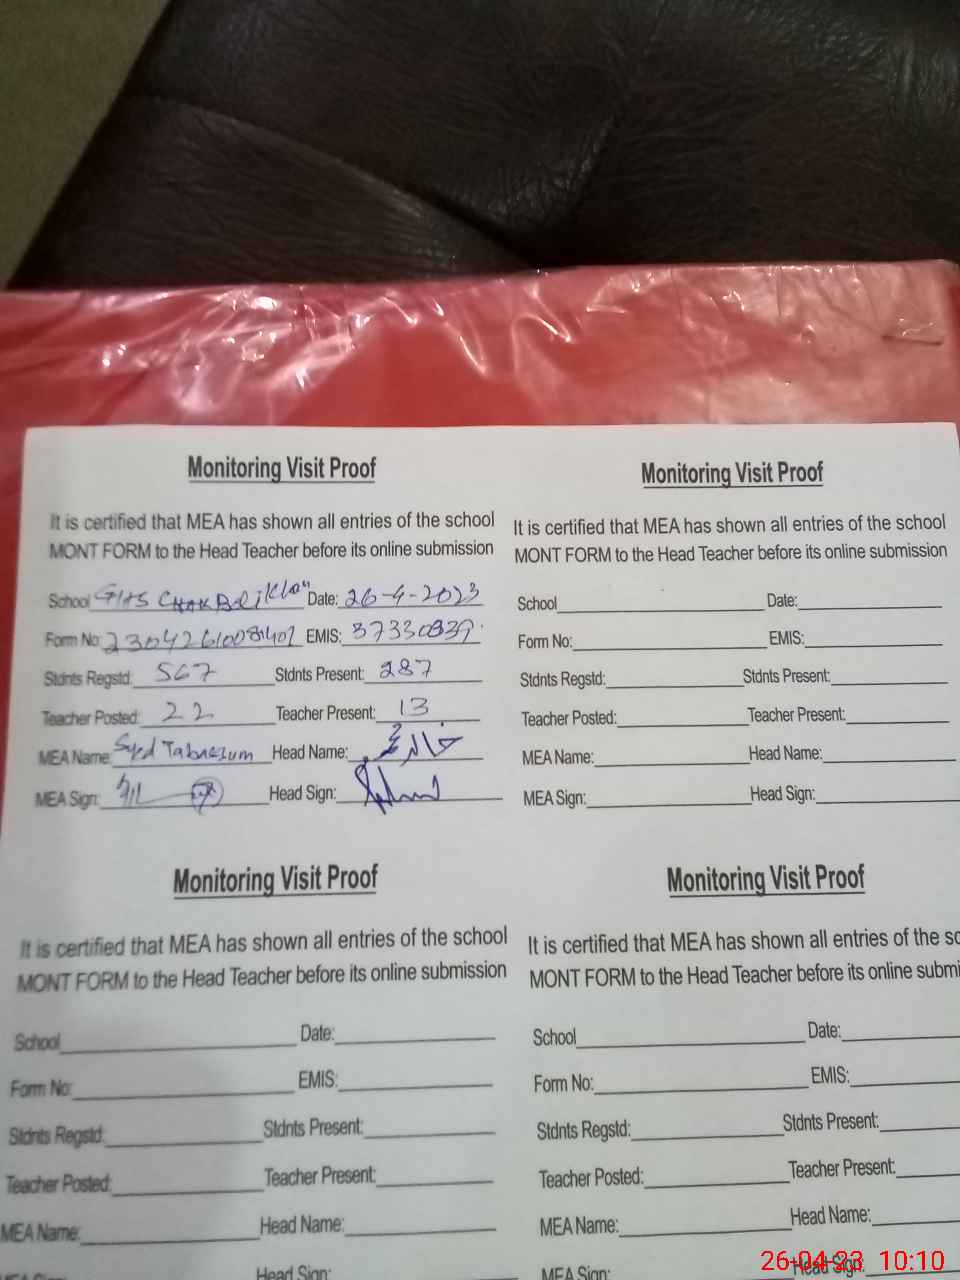 Monitoring Visit Proof
It is certified that MEA has shown all entries of the school
MONT FORM to the Head Teacher before its online submission
School Date: 26-4-2023
Form No: EMIS: 37330839
Stdnts Regstd: 567 Stdnts Present: 287
Teacher Posted: 22 Teacher Present: 13
MEA Name: Syed Head Name:
MEA Sign: Head Sign:
Monitoring Visit Proof
It is certified that MEA has shown all entries of the school
MONT FORM to the Head Teacher before its online submission
School Date:
Form No: EMIS:
Stdnts Regstd: Stdnts Present:
Teacher Posted: Teacher Present:
MEA Name: Head Name:
MEA Sign: Head Sign:
Monitoring Visit Proof
It is certified that MEA has shown all entries of the school
MONT FORM to the Head Teacher before its online submission
School Date:
Form No: EMIS:
Stdnts Regstd: Stdnts Present:
Teacher Posted: Teacher Present:
MEA Name: Head Name:
MEA Sign: Head Sign:
Monitoring Visit Proof
It is certified that MEA has shown all entries of the sc
MONT FORM to the Head Teacher before its online submi
School Date:
Form No: EMIS:
Stdnts Regstd: Stdnts Present:
Teacher Posted: Teacher Present:
MEA Name: Head Name:
MEA Sign: Head Sign:
26-04-23 10:10